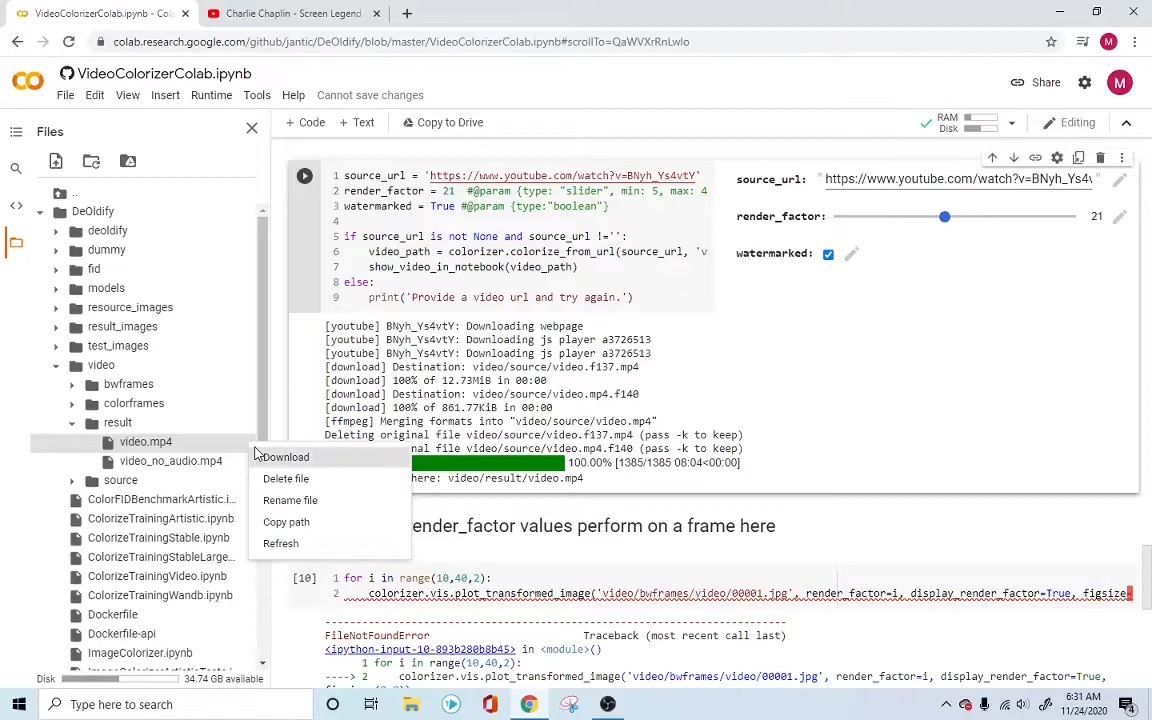 VideoColorizerColab.ipynb - Col
Charlie Chaplin - Screen Legend
colab.research.google.com/github/jantic/DeOldify/blob/master/VideoColorizerColab.ipynb#scrollTo=QaWVXrRnLwlo
M
VideoColorizerColab.ipynb
Share
M
File Edit View Insert Runtime Tools Help Cannot save changes
Files
+ Code + Text Copy to Drive
RAM
Disk
Editing
..
DeOldify
deoldify
dummy
fid
models
resource_images
result_images
test_images
video
bwframes
colorframes
result
video.mp4
video_no_audio.mp4
source
ColorFIDBenchmarkArtistic.i...
ColorizeTrainingArtistic.ipynb
ColorizeTrainingStable.ipynb
ColorizeTrainingStableLarge...
ColorizeTrainingVideo.ipynb
ColorizeTrainingWandb.ipynb
Dockerfile
Dockerfile-api
ImageColorizer.ipynb
Disk 34.74 GB available
Download
Delete file
Rename file
Copy path
Refresh
1 source_url = 'https://www.youtube.com/watch?v=BNyh_Ys4vtY'
2 render_factor = 21 #@param {type: "slider", min: 5, max: 4
3 watermarked = True #@param {type:"boolean"}
4
5 if source_url is not None and source_url !='':
6 video_path = colorizer.colorize_from_url(source_url, 'v
7 show_video_in_notebook(video_path)
8 else:
9 print('Provide a video url and try again.')
source_url: " https://www.youtube.com/watch?v=BNyh_Ys4v "
render_factor: 21
watermarked:
[youtube] BNyh_Ys4vtY: Downloading webpage
[youtube] BNyh_Ys4vtY: Downloading js player a3726513
[youtube] BNyh_Ys4vtY: Downloading js player a3726513
[download] Destination: video/source/video.f137.mp4
[download] 100% of 12.73MiB in 00:00
[download] Destination: video/source/video.mp4.f140
[download] 100% of 861.77KiB in 00:00
[ffmpeg] Merging formats into "video/source/video.mp4"
Deleting original file video/source/video.f137.mp4 (pass -k to keep)
al file video/source/video.mp4.f140 (pass -k to keep)
100.00% [1385/1385 08:04<00:00]
here: video/result/video.mp4
ender_factor values perform on a frame here
[10] 1 for i in range(10,40,2):
2 colorizer.vis.plot_transformed_image('video/bwframes/video/00001.jpg', render_factor=i, display_render_factor=True, figsize=
FileNotFoundError Traceback (most recent call last)
<ipython-input-10-893b280b8b45> in <module>()
1 for i in range(10,40,2):
----> 2 colorizer.vis.plot_transformed_image('video/bwframes/video/00001.jpg', render_factor=i, display_render_factor=True,
Type here to search
6:31 AM
11/24/2020
4